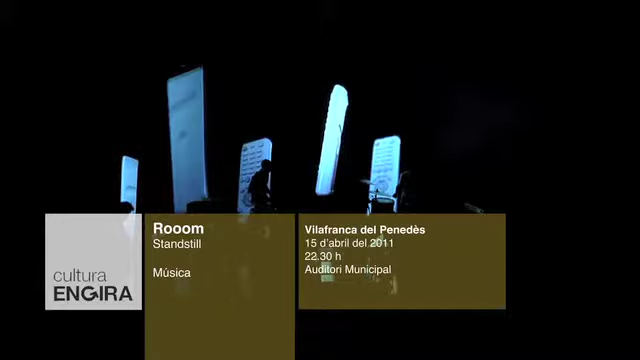 cultura
ENGIRA
Rooom
Standstill
Música
Vilafranca del Penedès
15 d'abril del 2011
22.30 h
Auditori Municipal